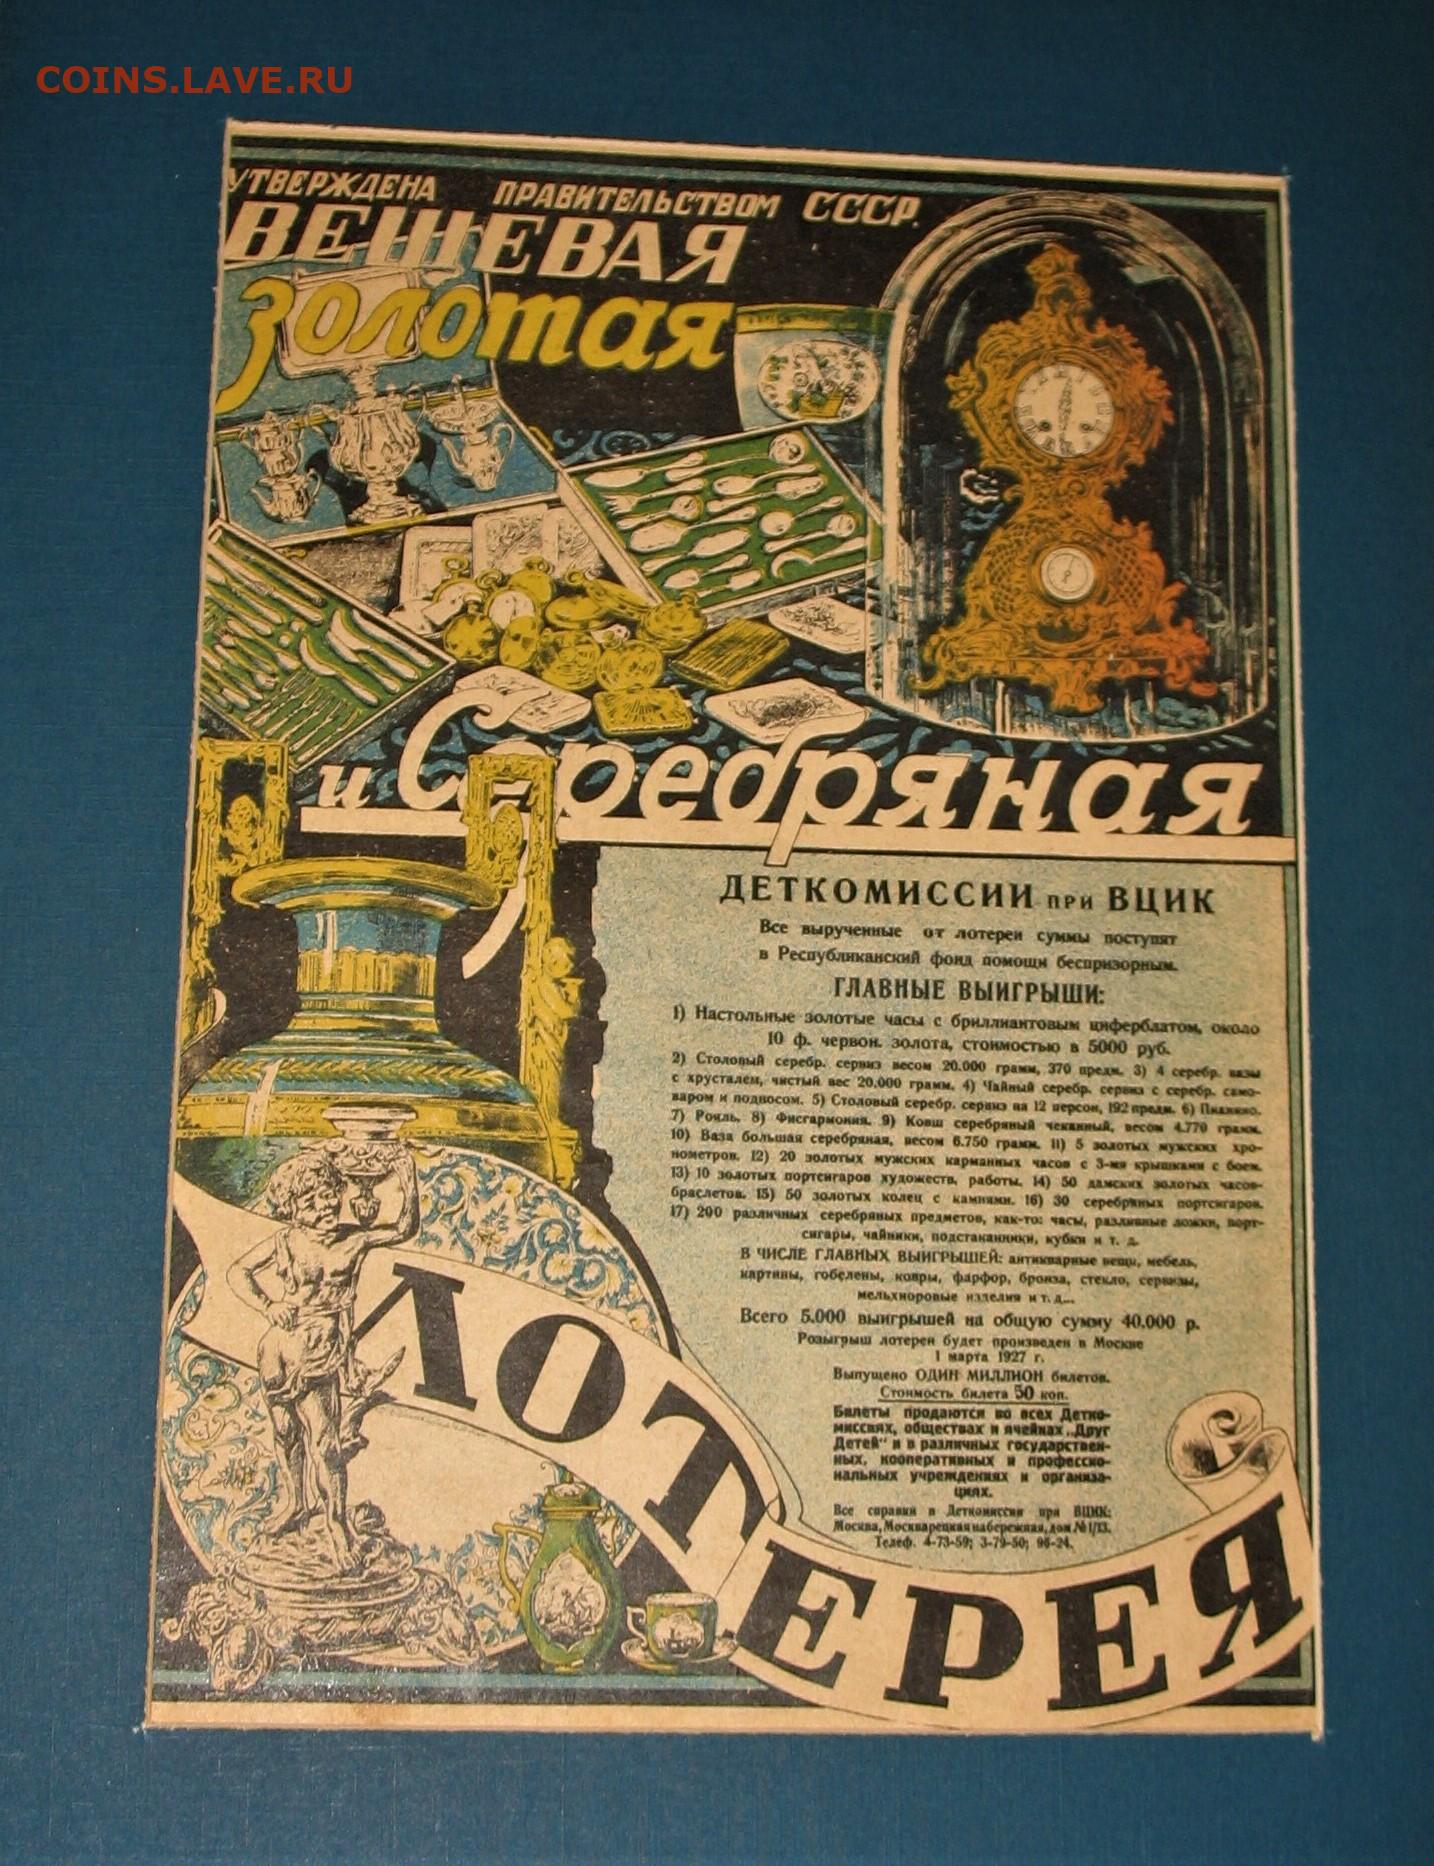 COINS.LAVE.RU
УТВЕРЖДЕНА ПРАВИТЕЛЬСТВОМ СССР.
ВЕЩЕВАЯ
золотая
и Серебряная
ДЕТКОМИССИИ ПРИ ВЦИК
Все вырученные от лотереи суммы поступят
в Республиканский фонд помощи беспризорным.
ГЛАВНЫЕ ВЫИГРЫШИ:
1) Настольные золотые часы с бриллиантовым циферблатом, около
10 ф. червон. золота, стоимостью в 5000 руб.
2) Столовый серебр. сервиз весом 20.000 грамм, 370 предм. 3) 4 серебр. вазы
с хрусталем, чистый вес 20.000 грамм. 4) Чайный серебр. сервиз с серебр. само-
варом и подносом. 5) Столовый серебр. сервиз на 12 персон, 192 предм. 6) Пианино.
7) Рояль. 8) Фисгармония. 9) Ковш серебряный чеканный, весом 4.770 грамм.
10) Ваза большая серебряная, весом 6.750 грамм. 11) 5 золотых мужских хро-
нометров. 12) 20 золотых мужских карманных часов с 3-мя крышками с боем.
13) 10 золотых портсигаров художеств. работы. 14) 50 дамских золотых часов-
браслетов. 15) 50 золотых колец с камнями. 16) 30 серебряных портсигаров.
17) 200 различных серебряных предметов, как-то: часы, разливные ложки, порт-
сигары, чайники, подстаканники, кубки и т. д.
В ЧИСЛЕ ГЛАВНЫХ ВЫИГРЫШЕЙ: антикварные вещи, мебель,
картины, гобелены, ковры, фарфор, бронза, стекло, сервизы,
мельхиоровые изделия и т. д...
Всего 5.000 выигрышей на общую сумму 40.000 р.
Розыгрыш лотереи будет произведен в Москве
1 марта 1927 г.
Выпущено ОДИН МИЛЛИОН билетов.
Стоимость билета 50 коп.
Билеты продаются во всех Детко-
миссиях, обществах и ячейках „Друг
Детей" и в различных государствен-
ных, кооперативных и профессио-
нальных учреждениях и организа-
циях.
Все справки в Деткомиссии при ВЦИК:
Москва, Москварецкая набережная, дом № 1/13.
Телеф. 4-73-59; 3-79-50; 96-24.
ЛОТЕРЕЯ